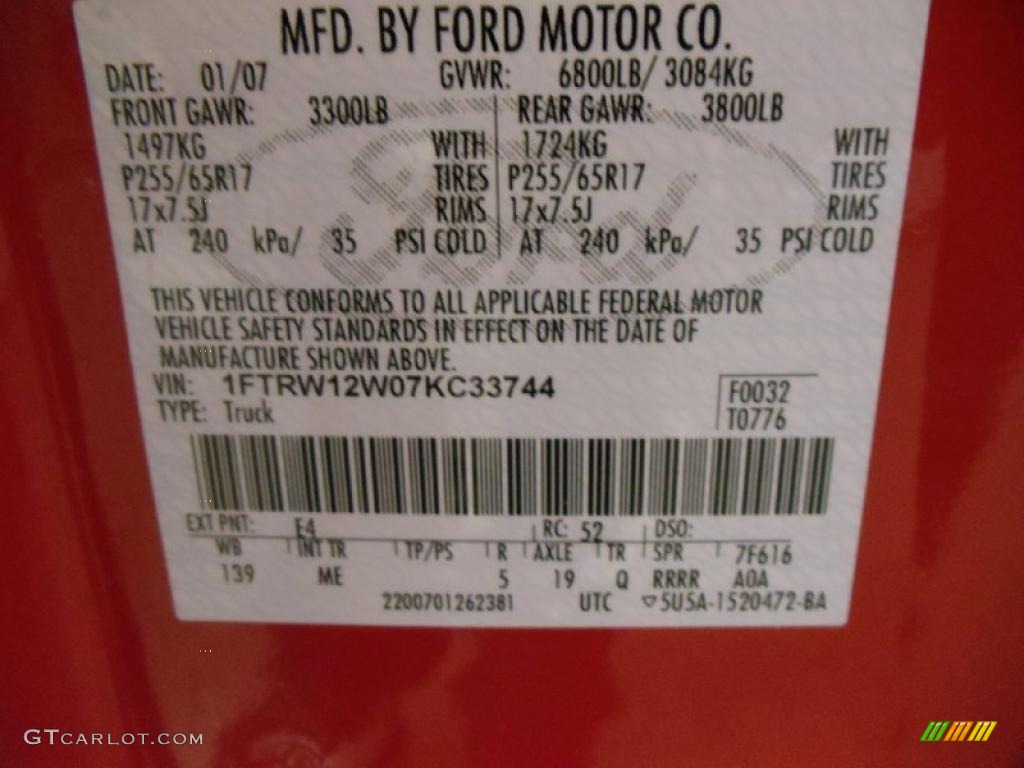 MFD. BY FORD MOTOR CO.
DATE: 01/07 GVWR: 6800LB/ 3084KG
FRONT GAWR: 3300LB REAR GAWR: 3800LB
1497KG WITH 1724KG WITH
P255/65R17 TIRES P255/65R17 TIRES
17x7.5J RIMS 17x7.5J RIMS
AT 240 kPa/ 35 PSI COLD AT 240 kPa/ 35 PSI COLD
Ford
THIS VEHICLE CONFORMS TO ALL APPLICABLE FEDERAL MOTOR
VEHICLE SAFETY STANDARDS IN EFFECT ON THE DATE OF
MANUFACTURE SHOWN ABOVE.
VIN: 1FTRW12W07KC33744 F0032
TYPE: Truck T0776
EXT PNT: E4 RC: 52 DSO:
WB INT TR TP/PS R AXLE TR SPR 7F616
139 ME 5 19 Q RRRR A0A
2200701262381 UTC ▽5U5A-1520472-BA
GTCARLOT.COM